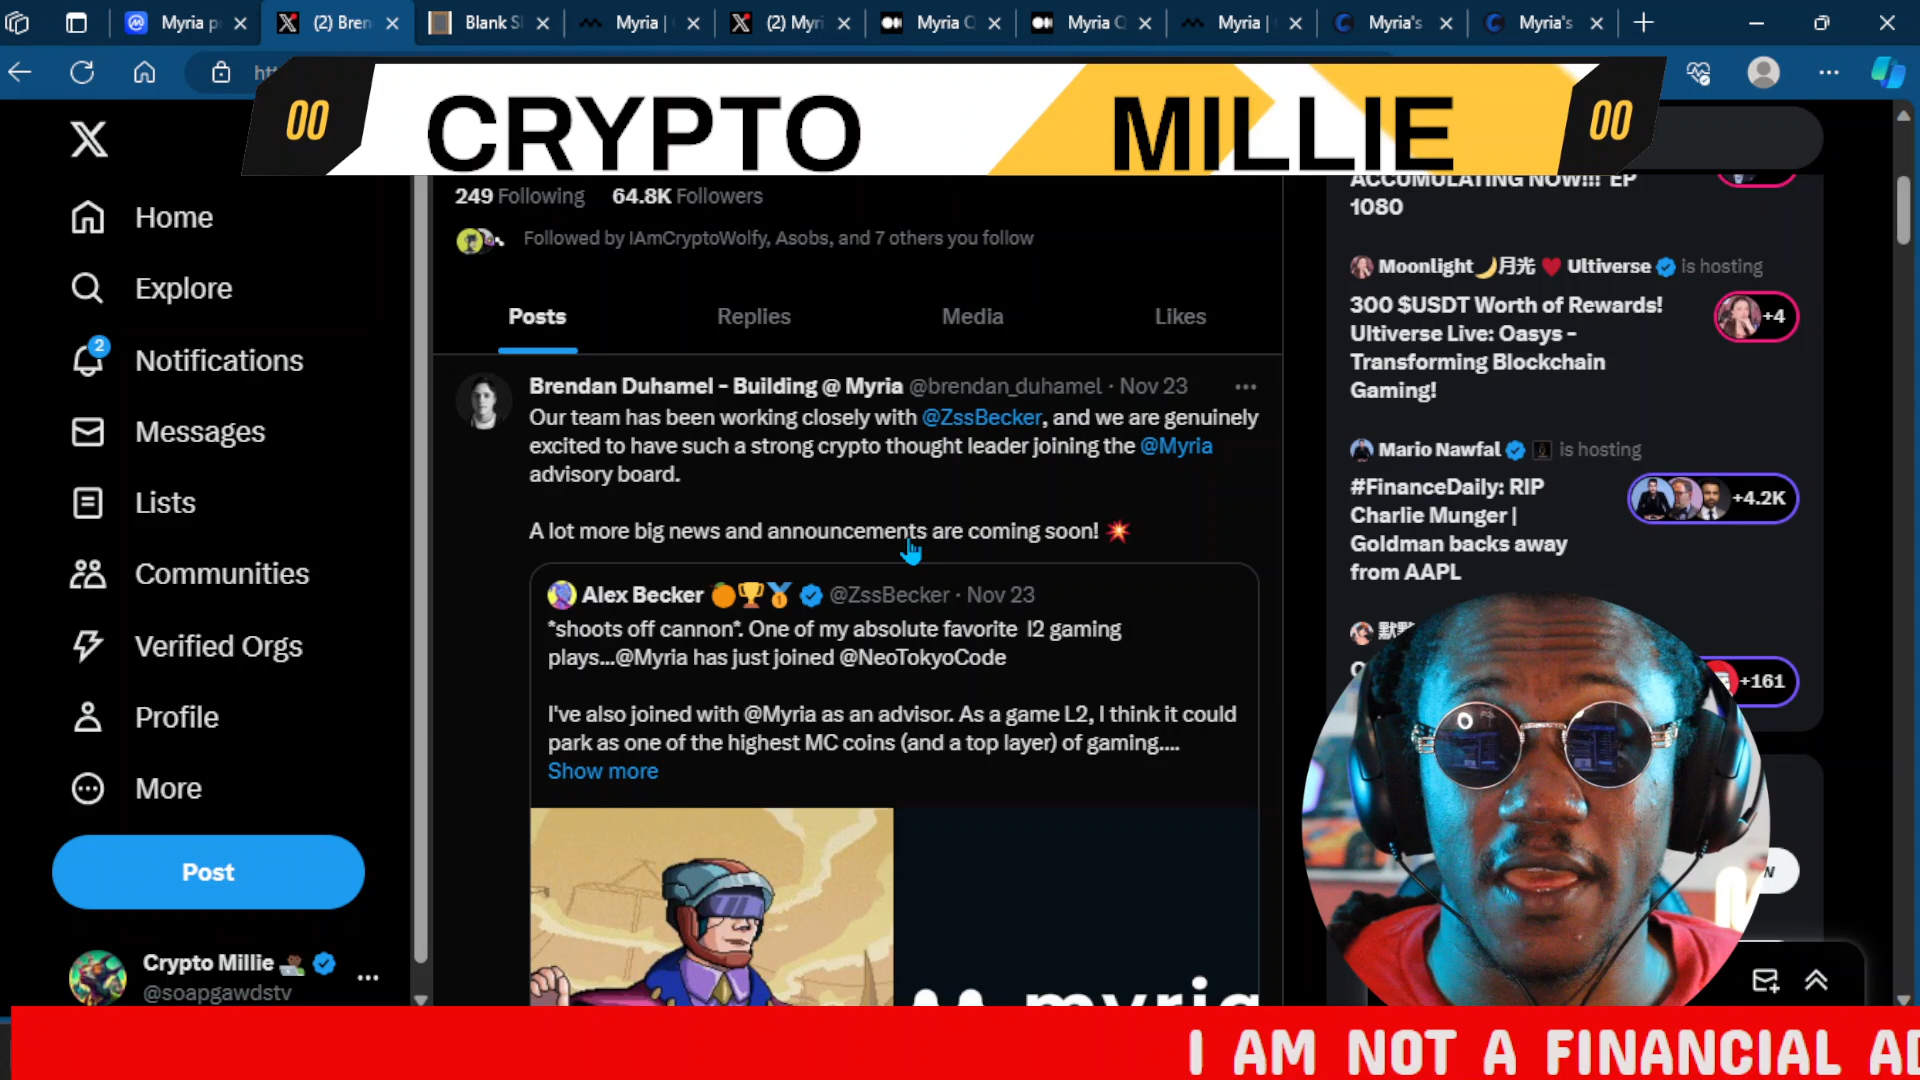 Myria p
(2) Bren
Blank S
Myria |
(2) Myri
Myria Q
Myria Q
Myria |
Myria's
Myria's
00
CRYPTO MILLIE
00
249 Following 64.8K Followers
Followed by IAmCryptoWolfy, Asobs, and 7 others you follow
Posts
Replies
Media
Likes
Brendan Duhamel - Building @ Myria @brendan_duhamel · Nov 23
Our team has been working closely with @ZssBecker, and we are genuinely
excited to have such a strong crypto thought leader joining the @Myria
advisory board.
A lot more big news and announcements are coming soon! 💥
Alex Becker 🍊🏆🥇 @ZssBecker · Nov 23
*shoots off cannon*. One of my absolute favorite l2 gaming
plays...@Myria has just joined @NeoTokyoCode
I've also joined with @Myria as an advisor. As a game L2, I think it could
park as one of the highest MC coins (and a top layer) of gaming....
Show more
myria
Home
Explore
2
Notifications
Messages
Lists
Communities
Verified Orgs
Profile
More
Post
Crypto Millie
@soapgawdstv
ACCUMULATING NOW!!! EP
1080
Moonlight🌙月光 ♥ Ultiverse is hosting
300 $USDT Worth of Rewards!
Ultiverse Live: Oasys -
Transforming Blockchain
Gaming!
+4
Mario Nawfal is hosting
#FinanceDaily: RIP
Charlie Munger |
Goldman backs away
from AAPL
+4.2K
+161
I AM NOT A FINANCIAL AD